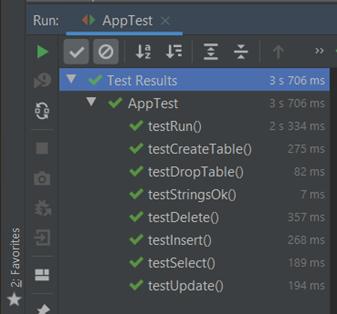 Run: AppTest ×
Test Results 3 s 706 ms
AppTest 3 s 706 ms
testRun() 2 s 334 ms
testCreateTable() 275 ms
testDropTable() 82 ms
testStringsOk() 7 ms
testDelete() 357 ms
testInsert() 268 ms
testSelect() 189 ms
testUpdate() 194 ms
2: Favorites